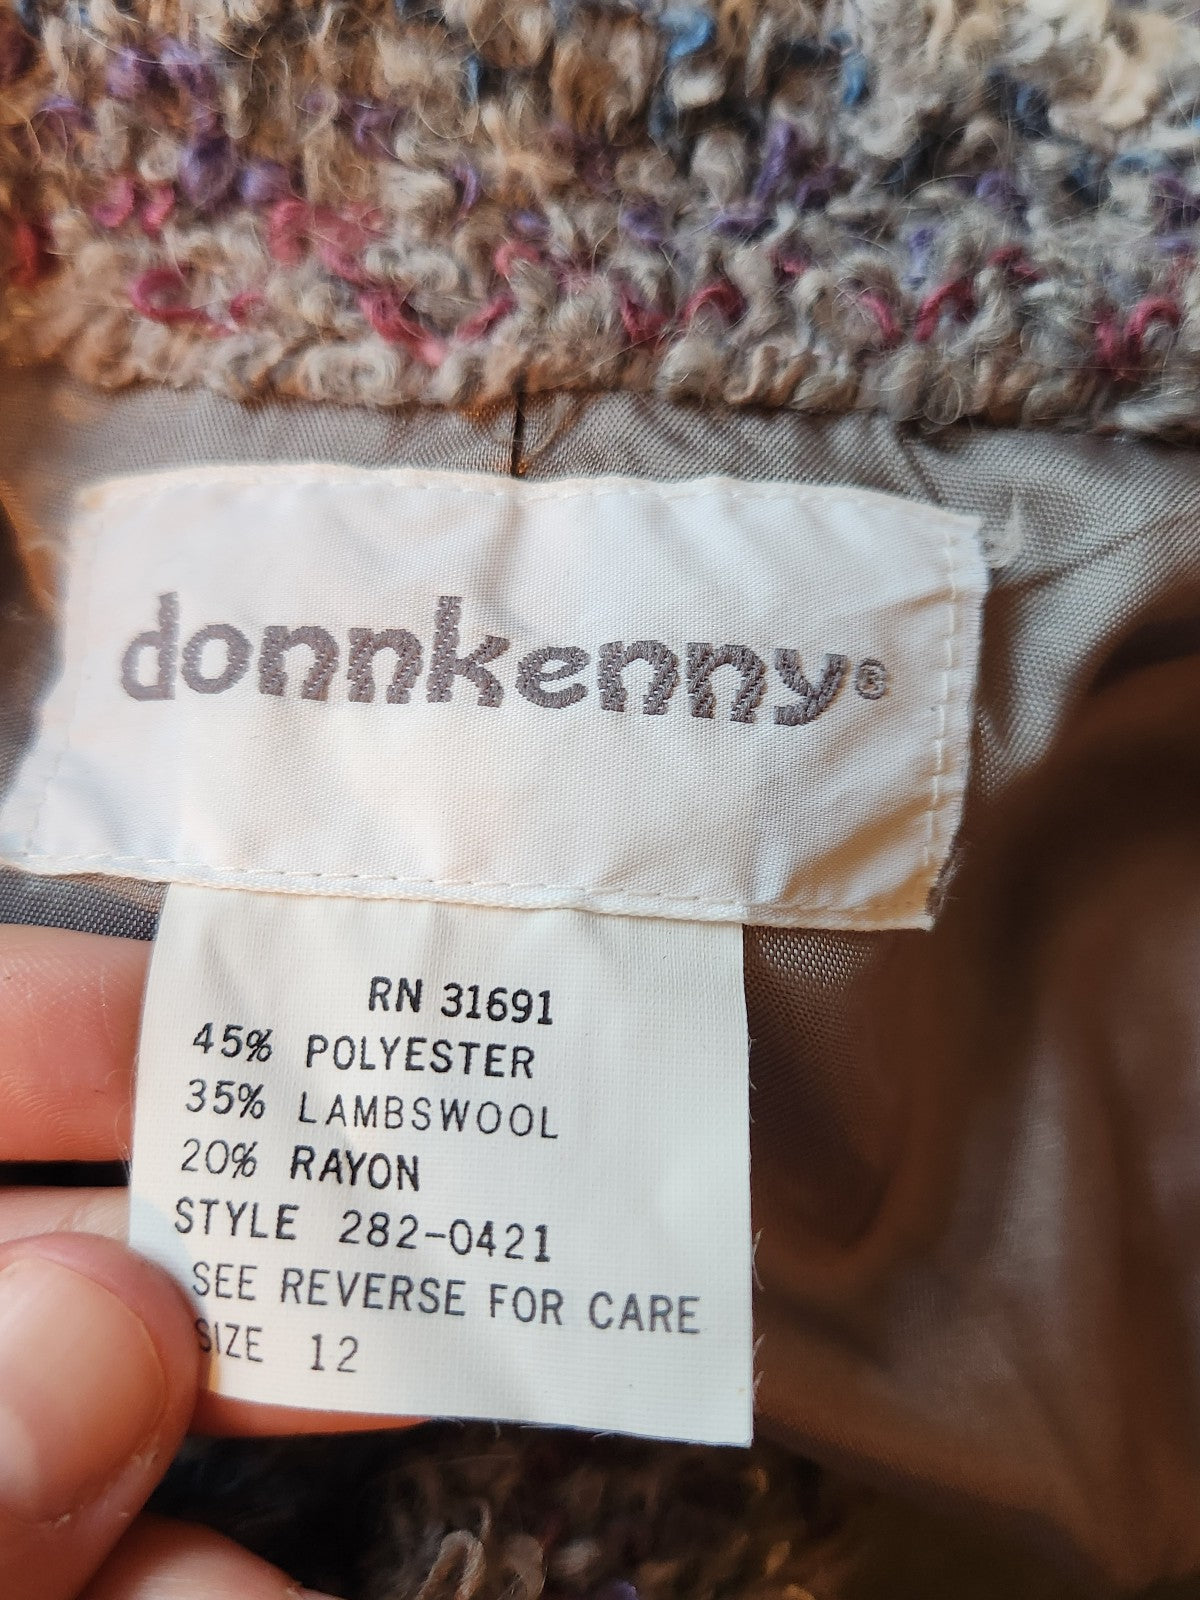 donnkenny®
RN 31691
45% POLYESTER
35% LAMBSWOOL
20% RAYON
STYLE 282-0421
SEE REVERSE FOR CARE
SIZE 12